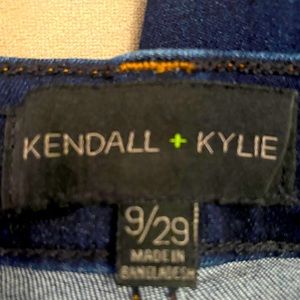 KENDALL + KYLIE
9/29
MADE IN
BANGLADESH